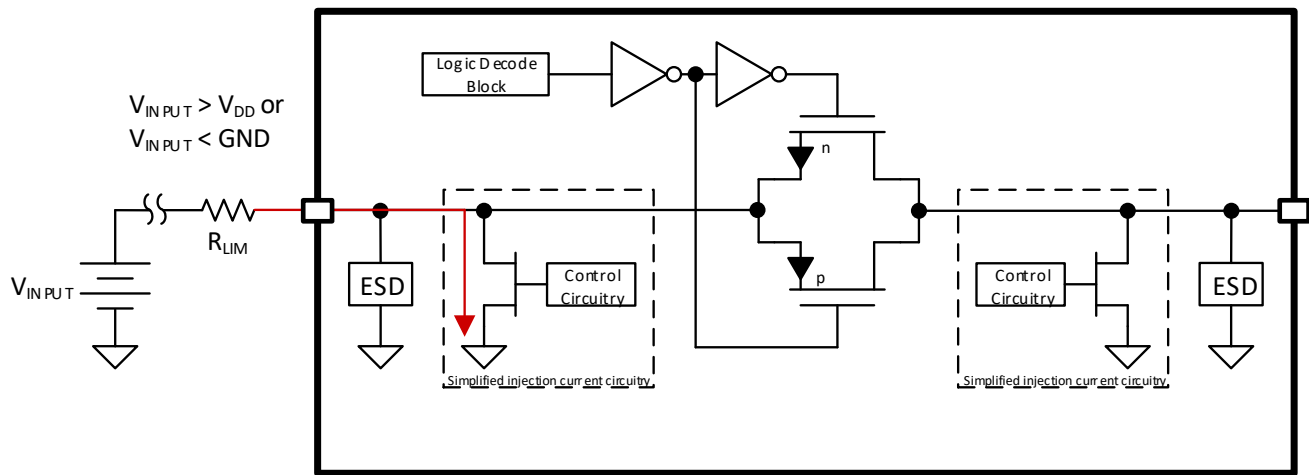 Logic Decode
Block
VINPUT > VDD or
VINPUT < GND
n
RLIM
p
VINPUT
ESD
Control
Circuitry
Control
Circuitry
ESD
Simplified injection current circuitry
Simplified injection current circuitry